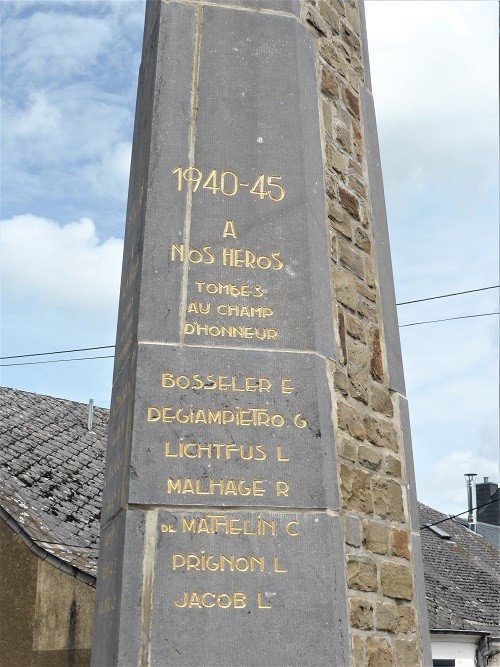 1940-45
A
NOS HEROS
TOMBES
AU CHAMP
D'HONNEUR
BOSSELER E
DEGIAMPIETRO G
LICHTFUS L
MALHAGE R
DE MATHELIN C
PRIGNON L
JACOB L